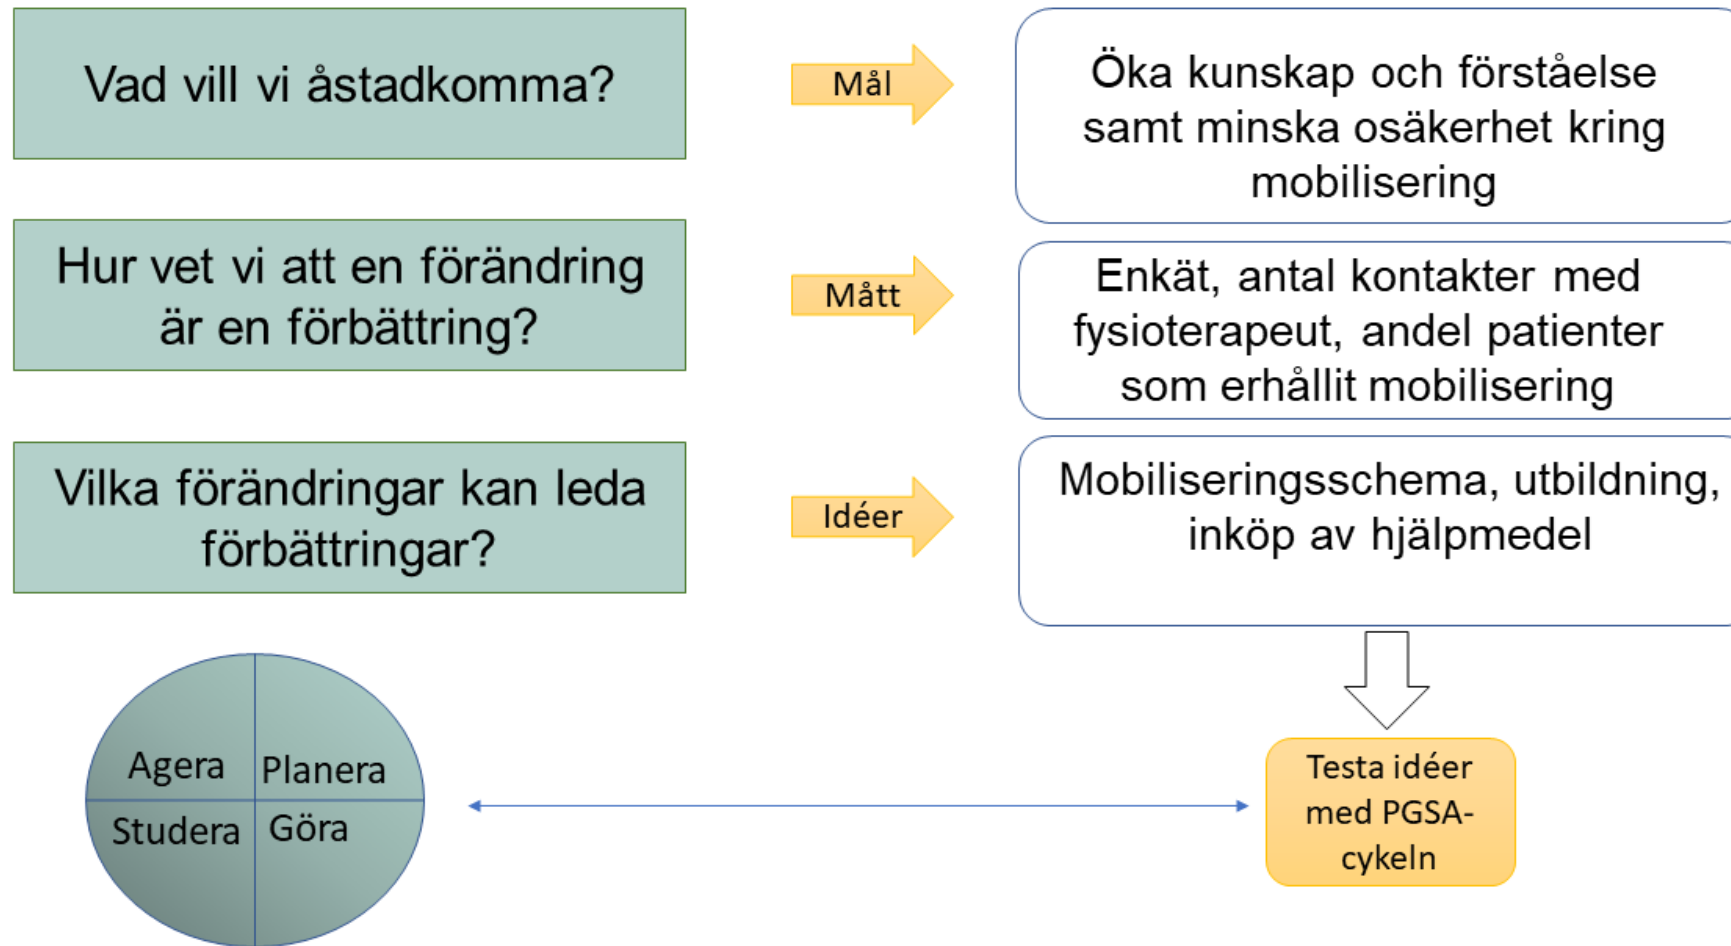 Vad vill vi åstadkomma?
Mål
Öka kunskap och förståelse
samt minska osäkerhet kring
mobilisering
Hur vet vi att en förändring
är en förbättring?
Mått
Enkät, antal kontakter med
fysioterapeut, andel patienter
som erhållit mobilisering
Vilka förändringar kan leda
förbättringar?
Idéer
Mobiliseringsschema, utbildning,
inköp av hjälpmedel
Agera
Planera
Studera
Göra
Testa idéer
med PGSA-
cykeln